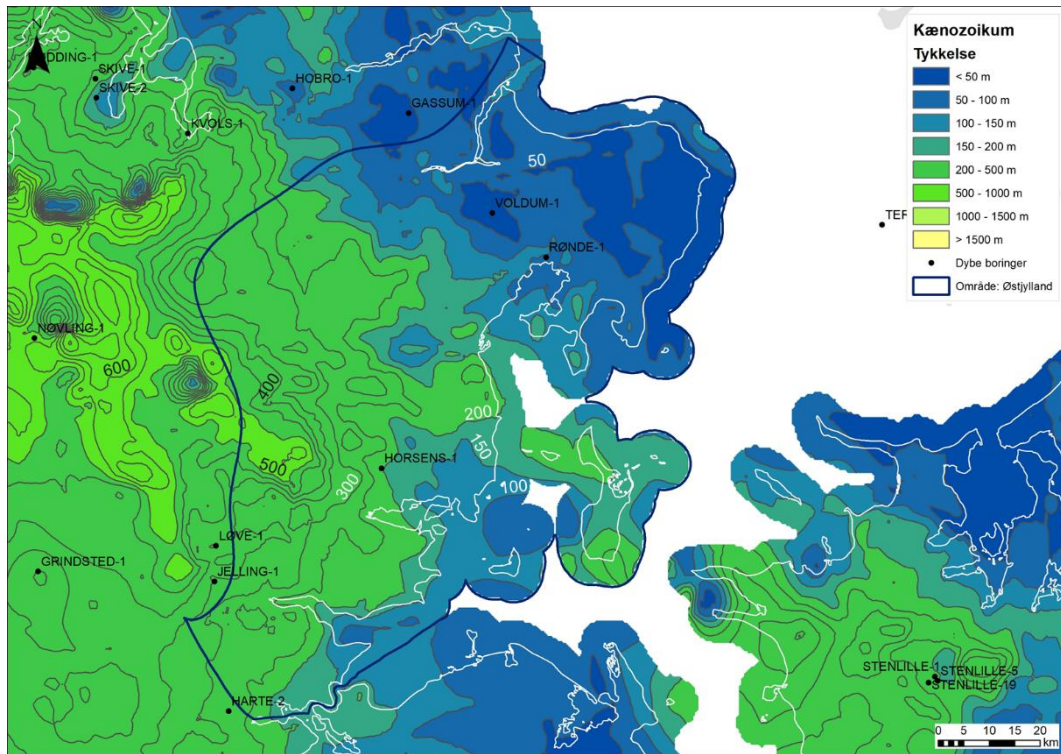 N
ODDING-1
SKIVE-1
SKIVE-2
HOBRO-1
GASSUM-1
KVOLS-1
50
VOLDUM-1
RØNDE-1
TER
NØVLING-1
600
400
200
500
150
HORSENS-1
300
100
LØVE-1
GRINDSTED-1
JELLING-1
HARTE-2
STENLILLE-1
STENLILLE-5
STENLILLE-19
Kænozoikum
Tykkelse
< 50 m
50 - 100 m
100 - 150 m
150 - 200 m
200 - 500 m
500 - 1000 m
1000 - 1500 m
> 1500 m
Dybe boringer
Område: Østjylland
0 5 10 15 20
km